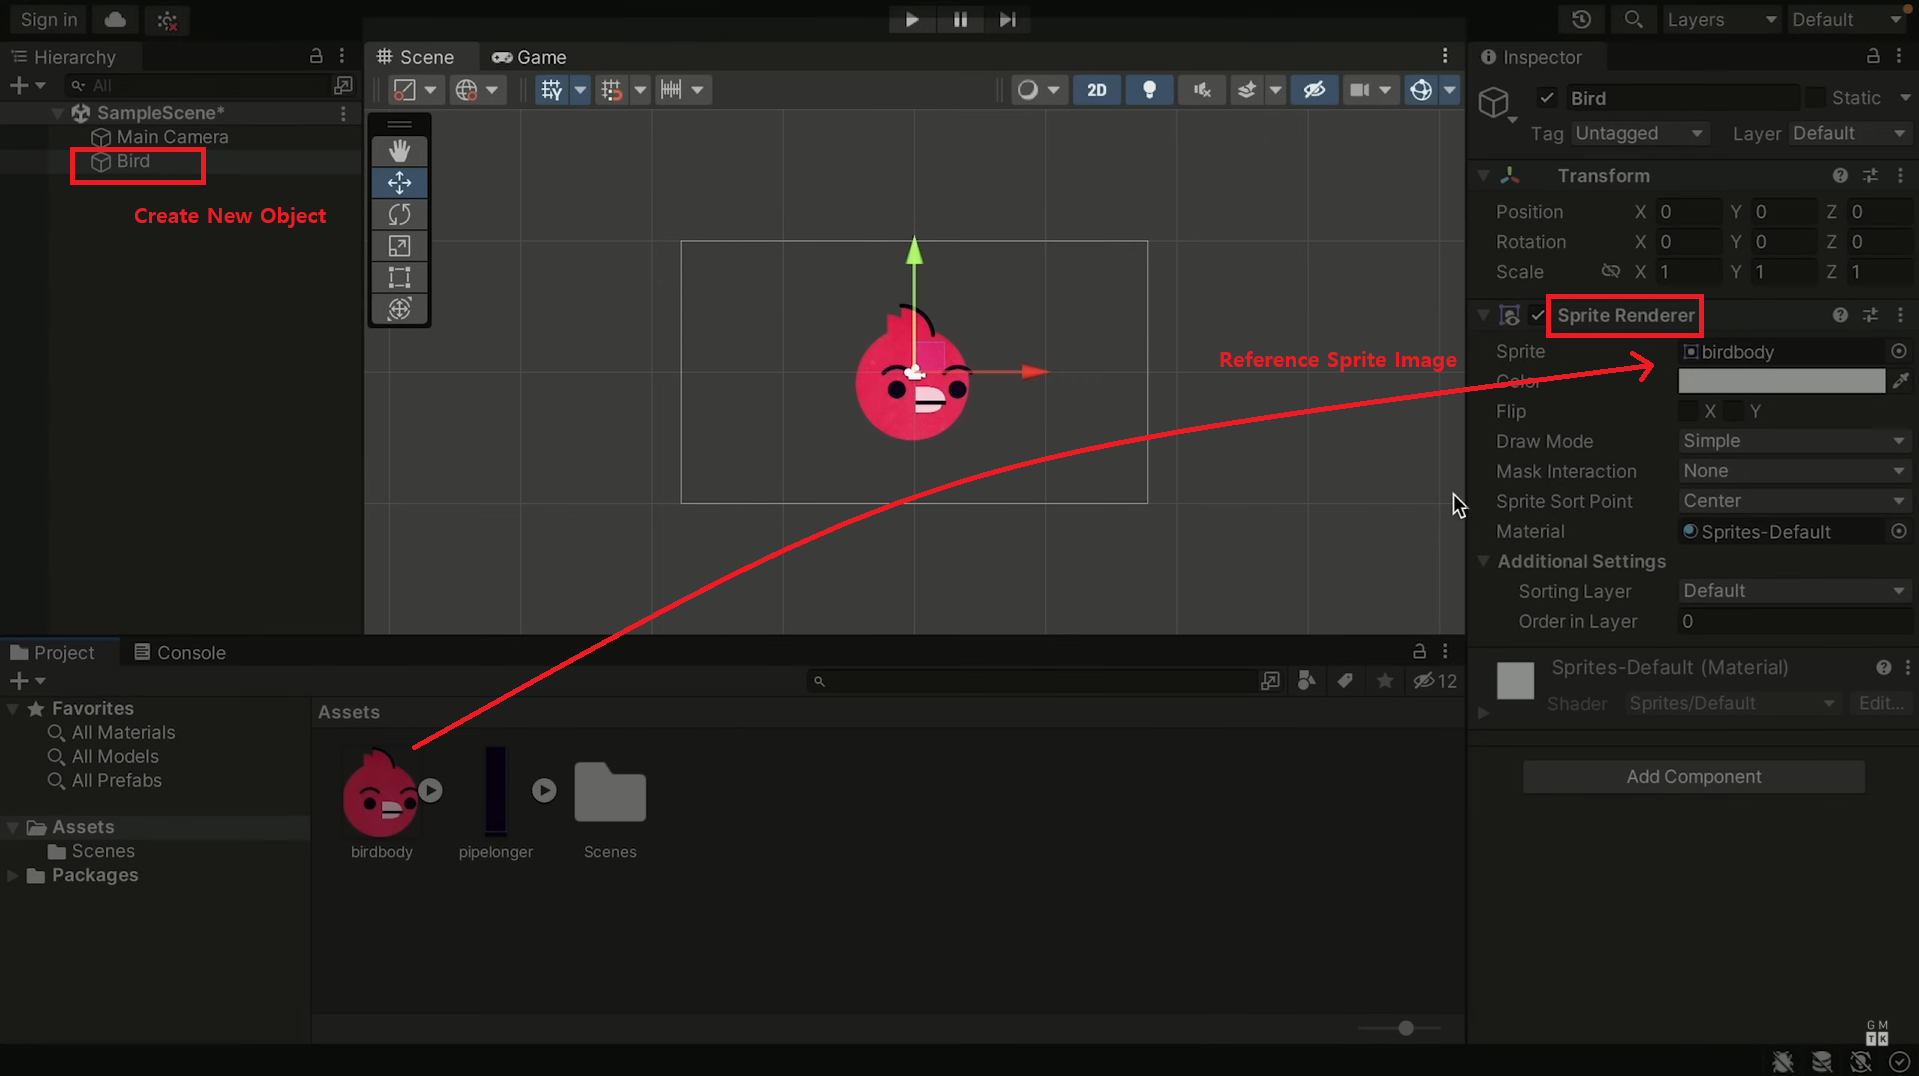 Sign in
Layers
Default
Hierarchy
Scene
Game
Inspector
All
2D
Bird
Static
SampleScene*
Main Camera
Bird
Tag Untagged
Layer Default
Create New Object
Transform
Position X 0 Y 0 Z 0
Rotation X 0 Y 0 Z 0
Scale X 1 Y 1 Z 1
Sprite Renderer
Reference Sprite Image
Sprite birdbody
Color
Flip X Y
Draw Mode Simple
Mask Interaction None
Sprite Sort Point Center
Material Sprites-Default
Additional Settings
Sorting Layer Default
Order in Layer 0
Project
Console
12
Sprites-Default (Material)
Shader Sprites/Default Edit...
Add Component
Favorites
All Materials
All Models
All Prefabs
Assets
Scenes
Packages
Assets
birdbody
pipelonger
Scenes
GM
TK